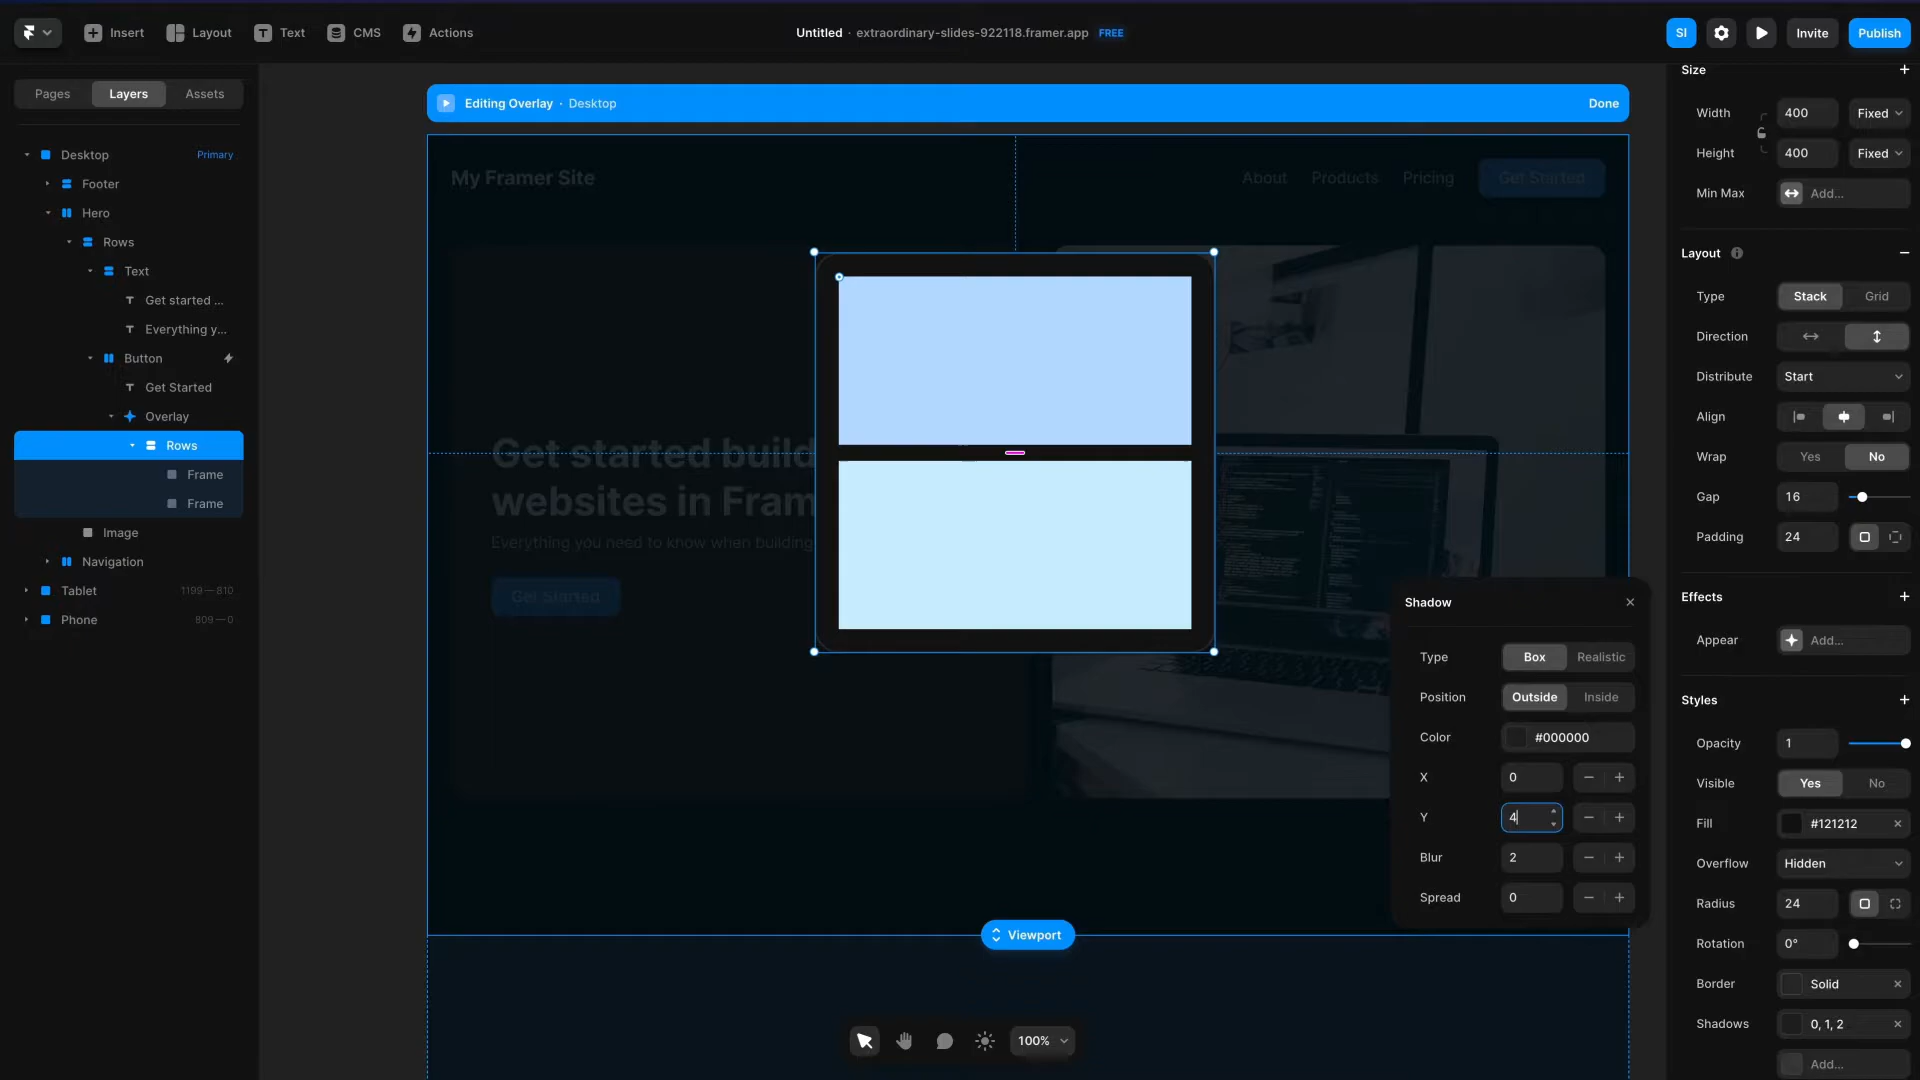 Insert
Layout
Text
CMS
Actions
Untitled · extraordinary-slides-922118.framer.app FREE
SI
Invite
Publish
Pages
Layers
Assets
Desktop
Primary
Footer
Hero
Rows
Text
Get started ...
Everything y...
Button
Get Started
Overlay
Rows
Frame
Frame
Image
Navigation
Tablet
1199—810
Phone
809—0
Editing Overlay · Desktop
Done
My Framer Site
About
Products
Pricing
Get Started
Get started build
websites in Fram
Everything you need to know when building
Get Started
Viewport
100%
Shadow
Type
Box
Realistic
Position
Outside
Inside
Color
#000000
X
0
Y
4
Blur
2
Spread
0
Size
Width
400
Fixed
Height
400
Fixed
Min Max
Add...
Layout
Type
Stack
Grid
Direction
Distribute
Start
Align
Wrap
Yes
No
Gap
16
Padding
24
Effects
Appear
Add...
Styles
Opacity
1
Visible
Yes
No
Fill
#121212
Overflow
Hidden
Radius
24
Rotation
0°
Border
Solid
Shadows
0, 1, 2
Add...